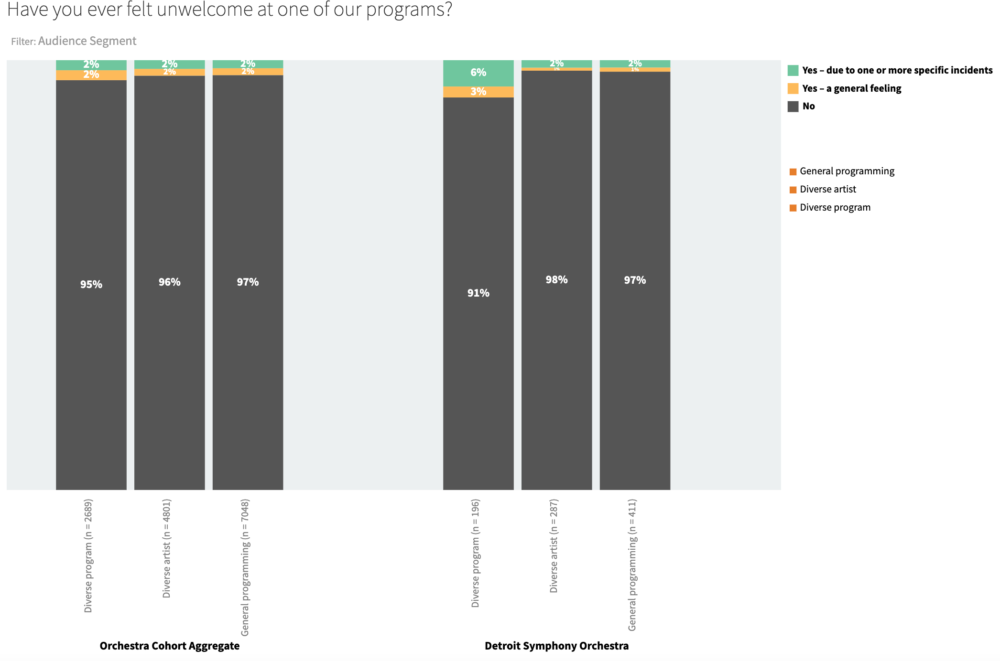 Have you ever felt unwelcome at one of our programs?
Filter: Audience Segment
2%
2%
95%
2%
2%
96%
2%
2%
97%
6%
3%
91%
2%
1%
98%
2%
1%
97%
Yes – due to one or more specific incidents
Yes – a general feeling
No
General programming
Diverse artist
Diverse program
Diverse program (n = 2689)
Diverse artist (n = 4801)
General programming (n = 7048)
Diverse program (n = 196)
Diverse artist (n = 287)
General programming (n = 411)
Orchestra Cohort Aggregate
Detroit Symphony Orchestra